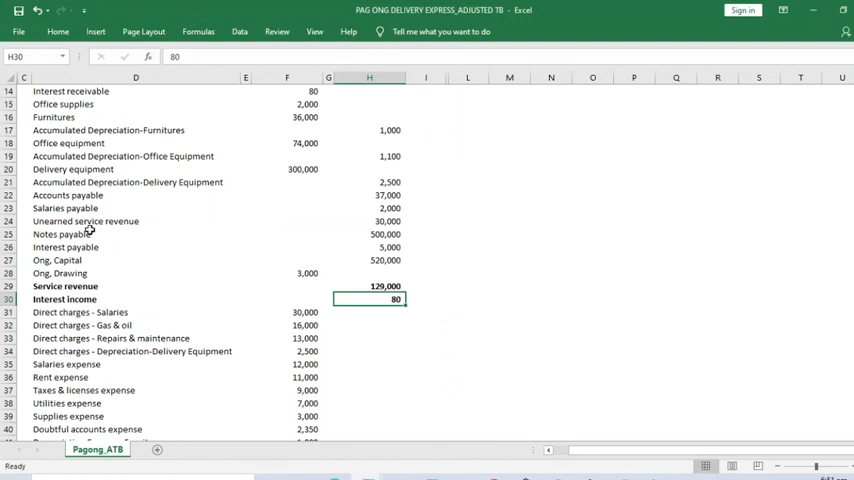 PAG ONG DELIVERY EXPRESS_ADJUSTED TB - Excel
Sign in
File Home Insert Page Layout Formulas Data Review View Help Tell me what you want to do
H30 fx 80
C D E F G H I L M N O P Q R S T U
14 Interest receivable 80
15 Office supplies 2,000
16 Furnitures 36,000
17 Accumulated Depreciation-Furnitures 1,000
18 Office equipment 74,000
19 Accumulated Depreciation-Office Equipment 1,100
20 Delivery equipment 300,000
21 Accumulated Depreciation-Delivery Equipment 2,500
22 Accounts payable 37,000
23 Salaries payable 2,000
24 Unearned service revenue 30,000
25 Notes payable 500,000
26 Interest payable 5,000
27 Ong, Capital 520,000
28 Ong, Drawing 3,000
29 Service revenue 129,000
30 Interest income 80
31 Direct charges - Salaries 30,000
32 Direct charges - Gas & oil 16,000
33 Direct charges - Repairs & maintenance 13,000
34 Direct charges - Depreciation-Delivery Equipment 2,500
35 Salaries expense 12,000
36 Rent expense 11,000
37 Taxes & licenses expense 9,000
38 Utilities expense 7,000
39 Supplies expense 3,000
40 Doubtful accounts expense 2,350
Pagong_ATB
Ready